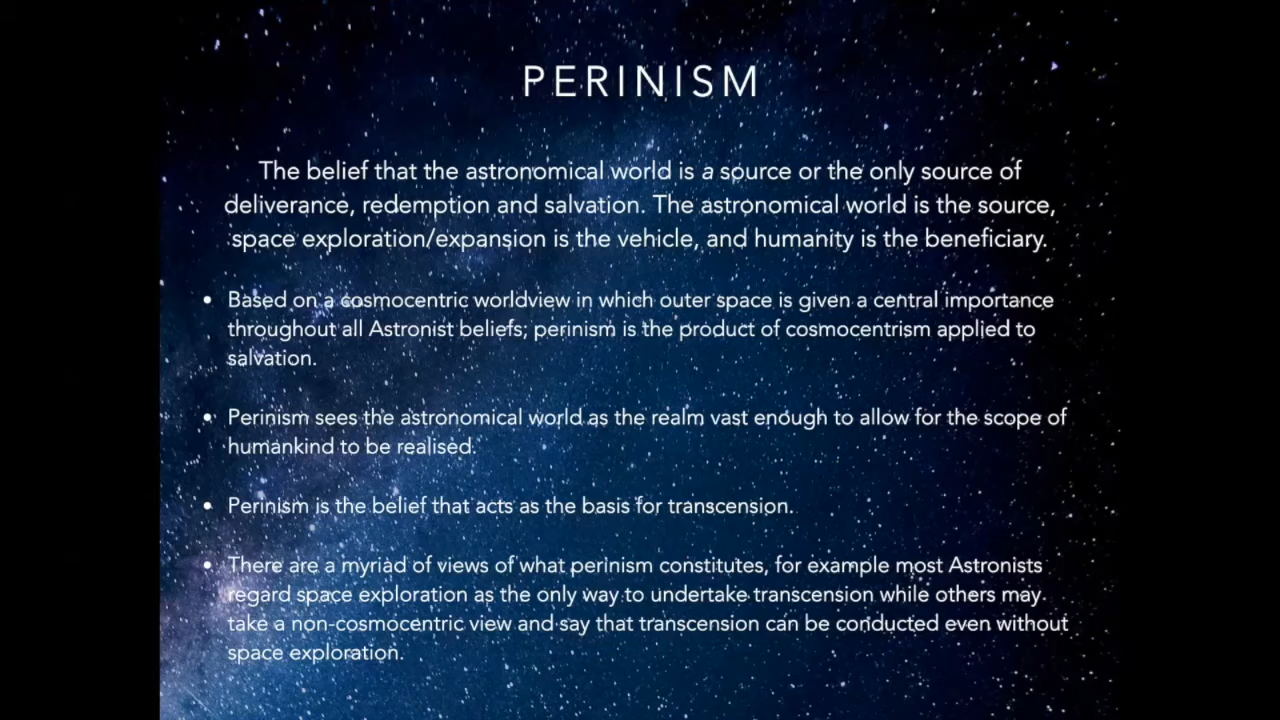 PERINISM
The belief that the astronomical world is a source or the only source of
deliverance, redemption and salvation. The astronomical world is the source,
space exploration/expansion is the vehicle, and humanity is the beneficiary.
• Based on a cosmocentric worldview in which outer space is given a central importance
throughout all Astronist beliefs; perinism is the product of cosmocentrism applied to
salvation.
• Perinism sees the astronomical world as the realm vast enough to allow for the scope of
humankind to be realised.
• Perinism is the belief that acts as the basis for transcension.
• There are a myriad of views of what perinism constitutes, for example most Astronists
regard space exploration as the only way to undertake transcension while others may
take a non-cosmocentric view and say that transcension can be conducted even without
space exploration.